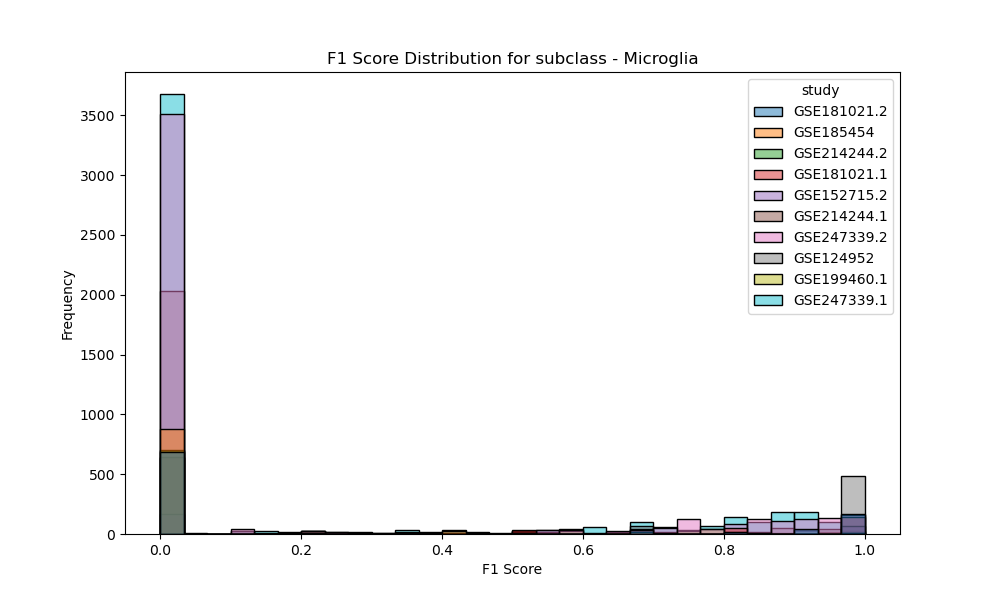 F1 Score Distribution for subclass - Microglia
study
GSE181021.2
GSE185454
GSE214244.2
GSE181021.1
GSE152715.2
GSE214244.1
GSE247339.2
GSE124952
GSE199460.1
GSE247339.1
Frequency
3500
3000
2500
2000
1500
1000
500
0
0.0 0.2 0.4 0.6 0.8 1.0
F1 Score